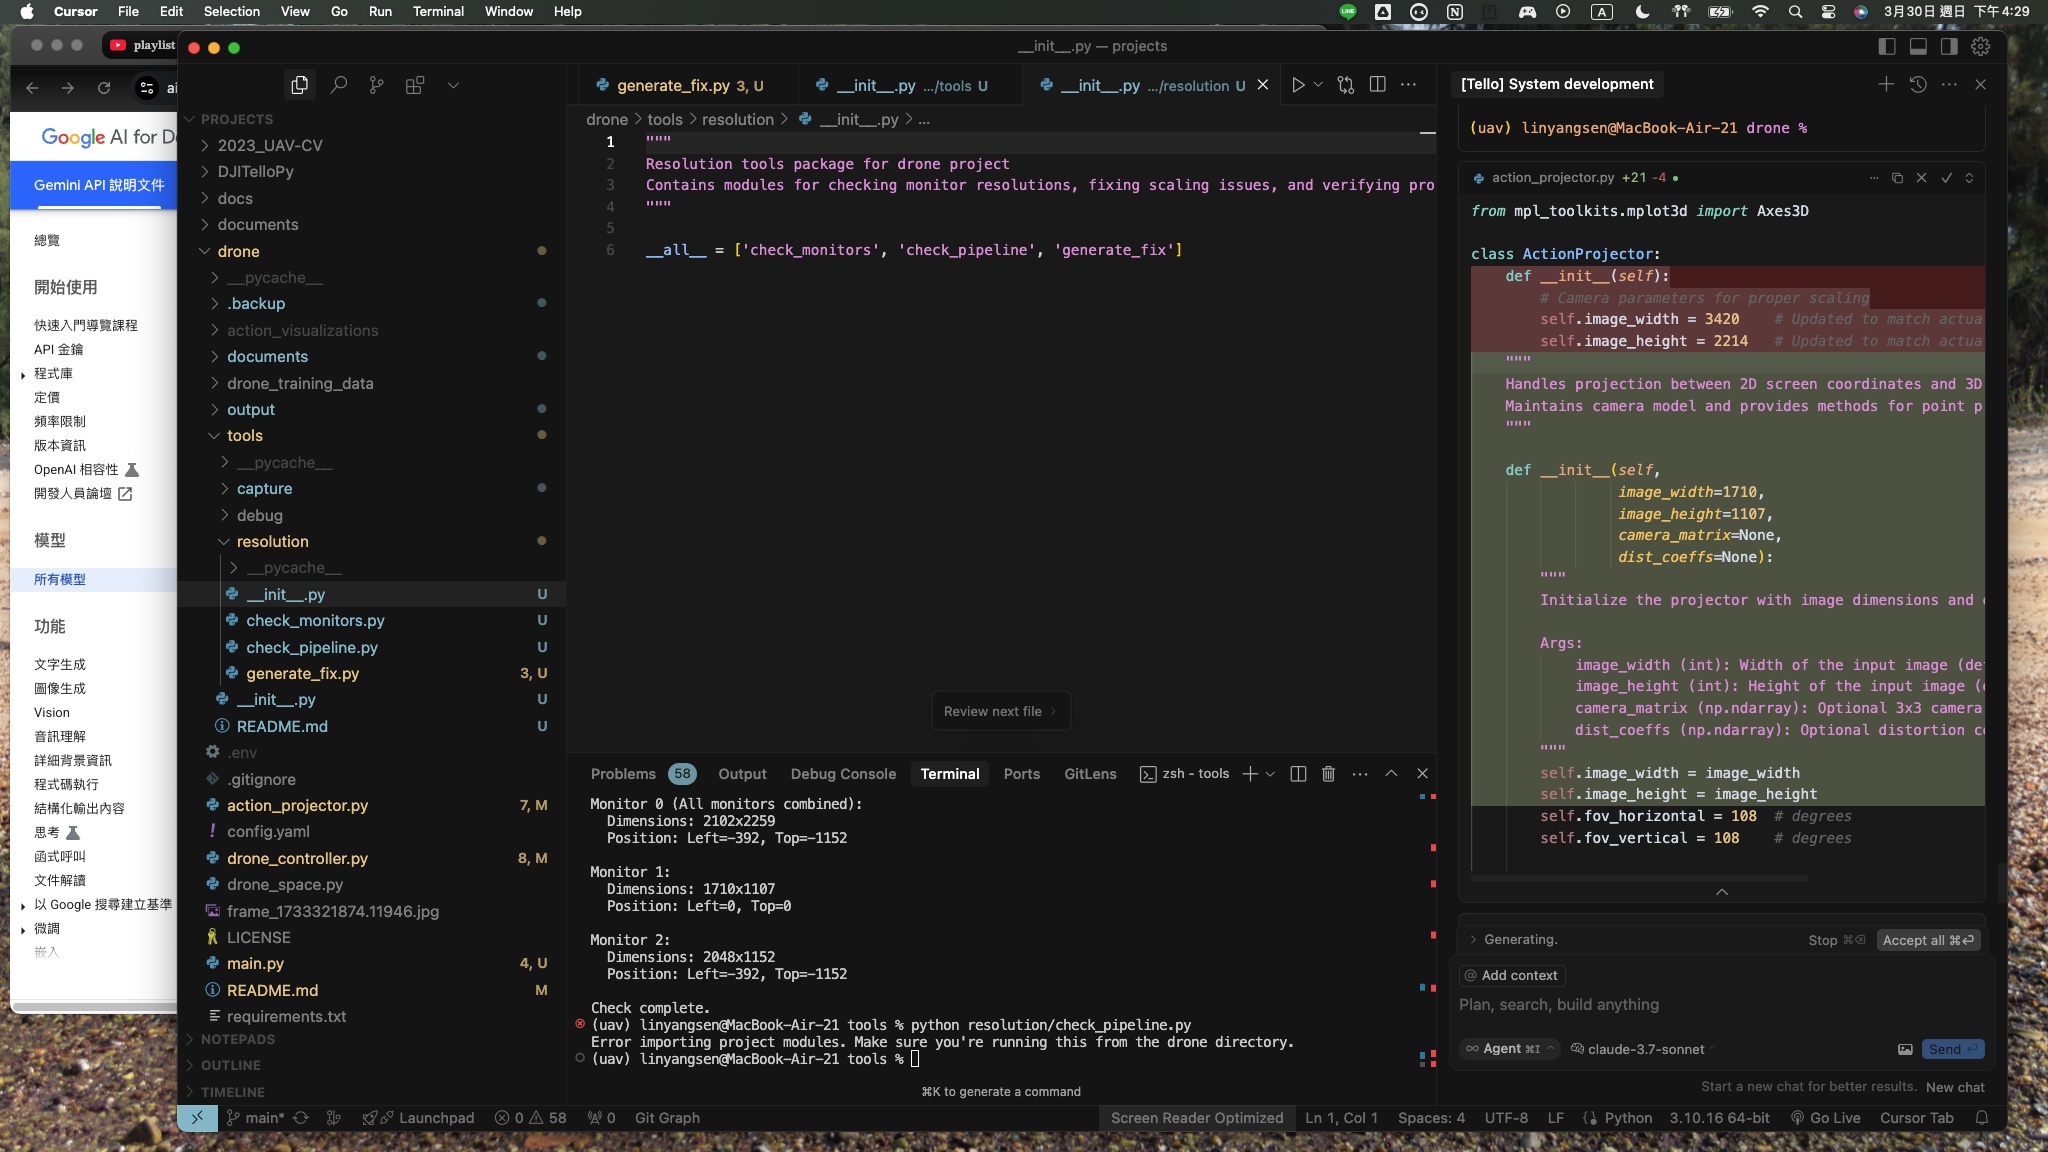 Cursor File Edit Selection View Go Run Terminal Window Help
LINE
N
A
3月30日 週日 下午4:29
playlist
ai
Google AI for D
Gemini API 說明文件
總覽
開始使用
快速入門導覽課程
API 金鑰
程式庫
定價
頻率限制
版本資訊
OpenAI 相容性
開發人員論壇
模型
所有模型
功能
文字生成
圖像生成
Vision
音訊理解
詳細背景資訊
程式碼執行
結構化輸出內容
思考
函式呼叫
文件解讀
以 Google 搜尋建立基準
微調
嵌入
__init__.py — projects
PROJECTS
2023_UAV-CV
DJITelloPy
docs
documents
drone
__pycache__
.backup
action_visualizations
documents
drone_training_data
output
tools
__pycache__
capture
debug
resolution
__pycache__
__init__.py U
check_monitors.py U
check_pipeline.py U
generate_fix.py 3, U
__init__.py U
README.md U
.env
.gitignore
action_projector.py 7, M
config.yaml
drone_controller.py 8, M
drone_space.py
frame_1733321874.11946.jpg
LICENSE
main.py 4, U
README.md M
requirements.txt
NOTEPADS
OUTLINE
TIMELINE
generate_fix.py 3, U
__init__.py .../tools U
__init__.py .../resolution U
drone > tools > resolution > __init__.py > ...
1 """
2 Resolution tools package for drone project
3 Contains modules for checking monitor resolutions, fixing scaling issues, and verifying pro
4 """
5
6 __all__ = ['check_monitors', 'check_pipeline', 'generate_fix']
Review next file
Problems 58 Output Debug Console Terminal Ports GitLens zsh - tools
Monitor 0 (All monitors combined):
Dimensions: 2102x2259
Position: Left=-392, Top=-1152
Monitor 1:
Dimensions: 1710x1107
Position: Left=0, Top=0
Monitor 2:
Dimensions: 2048x1152
Position: Left=-392, Top=-1152
Check complete.
(uav) linyangsen@MacBook-Air-21 tools % python resolution/check_pipeline.py
Error importing project modules. Make sure you're running this from the drone directory.
(uav) linyangsen@MacBook-Air-21 tools %
⌘K to generate a command
[Tello] System development
(uav) linyangsen@MacBook-Air-21 drone %
action_projector.py +21 -4
from mpl_toolkits.mplot3d import Axes3D
class ActionProjector:
def __init__(self):
# Camera parameters for proper scaling
self.image_width = 3420 # Updated to match actua
self.image_height = 2214 # Updated to match actua
"""
Handles projection between 2D screen coordinates and 3D
Maintains camera model and provides methods for point p
"""
def __init__(self,
image_width=1710,
image_height=1107,
camera_matrix=None,
dist_coeffs=None):
"""
Initialize the projector with image dimensions and
Args:
image_width (int): Width of the input image (de
image_height (int): Height of the input image (
camera_matrix (np.ndarray): Optional 3x3 camera
dist_coeffs (np.ndarray): Optional distortion c
"""
self.image_width = image_width
self.image_height = image_height
self.fov_horizontal = 108 # degrees
self.fov_vertical = 108 # degrees
Generating. Stop ⌘⌫ Accept all ⌘⏎
@ Add context
Plan, search, build anything
∞ Agent ⌘I claude-3.7-sonnet Send ⏎
Start a new chat for better results. New chat
main* Launchpad 0 58 0 Git Graph
Screen Reader Optimized Ln 1, Col 1 Spaces: 4 UTF-8 LF Python 3.10.16 64-bit Go Live Cursor Tab